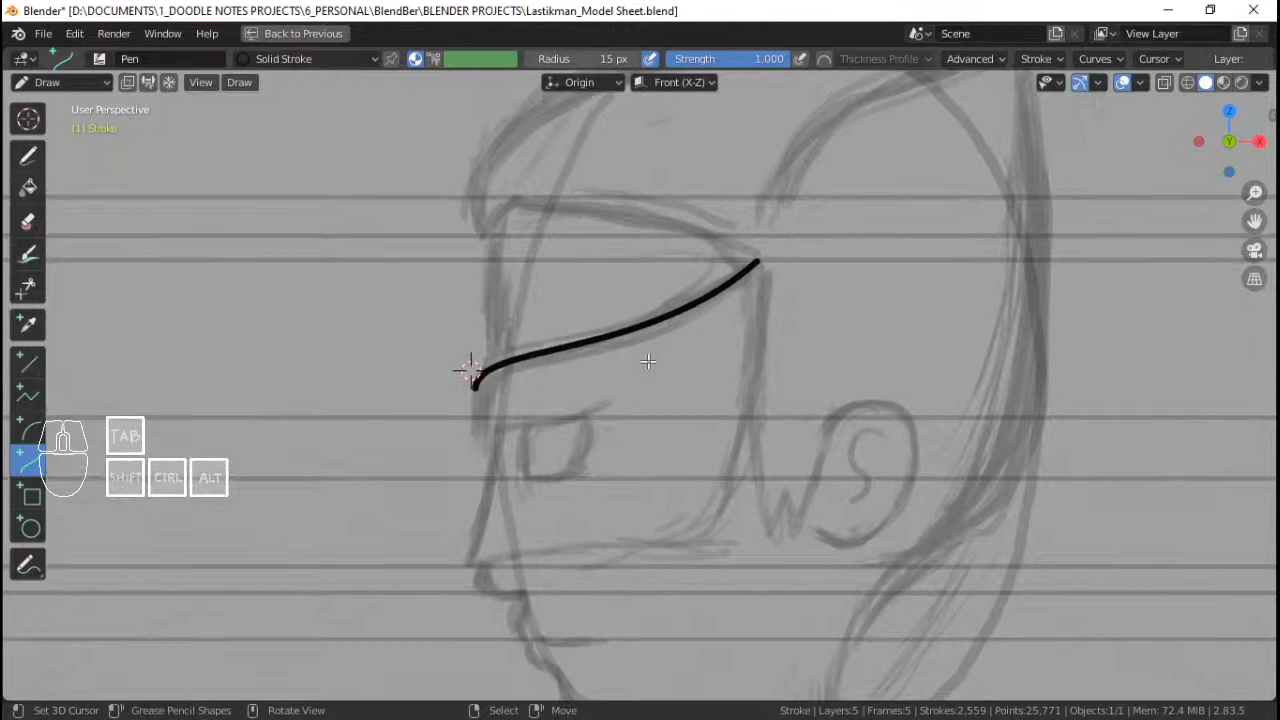 Blender* [D:\DOCUMENTS\1_DOODLE NOTES PROJECTS\6_PERSONAL\BlendBer\BLENDER PROJECTS\Lastikman_Model Sheet.blend]
File Edit Render Window Help Back to Previous Scene View Layer
Pen Solid Stroke Radius 15 px Strength 1.000 Thickness Profile Advanced Stroke Curves Cursor Layer:
Draw View Draw Origin Front (X-Z)
User Perspective
(1) Stroke
Z
Y
X
TAB
SHIFT CTRL ALT
Set 3D Cursor Grease Pencil Shapes Rotate View Select Move Stroke | Layers:5 | Frames:5 | Strokes:2,559 | Points:25,771 | Objects:1/1 | Mem: 72.4 MiB | 2.83.5